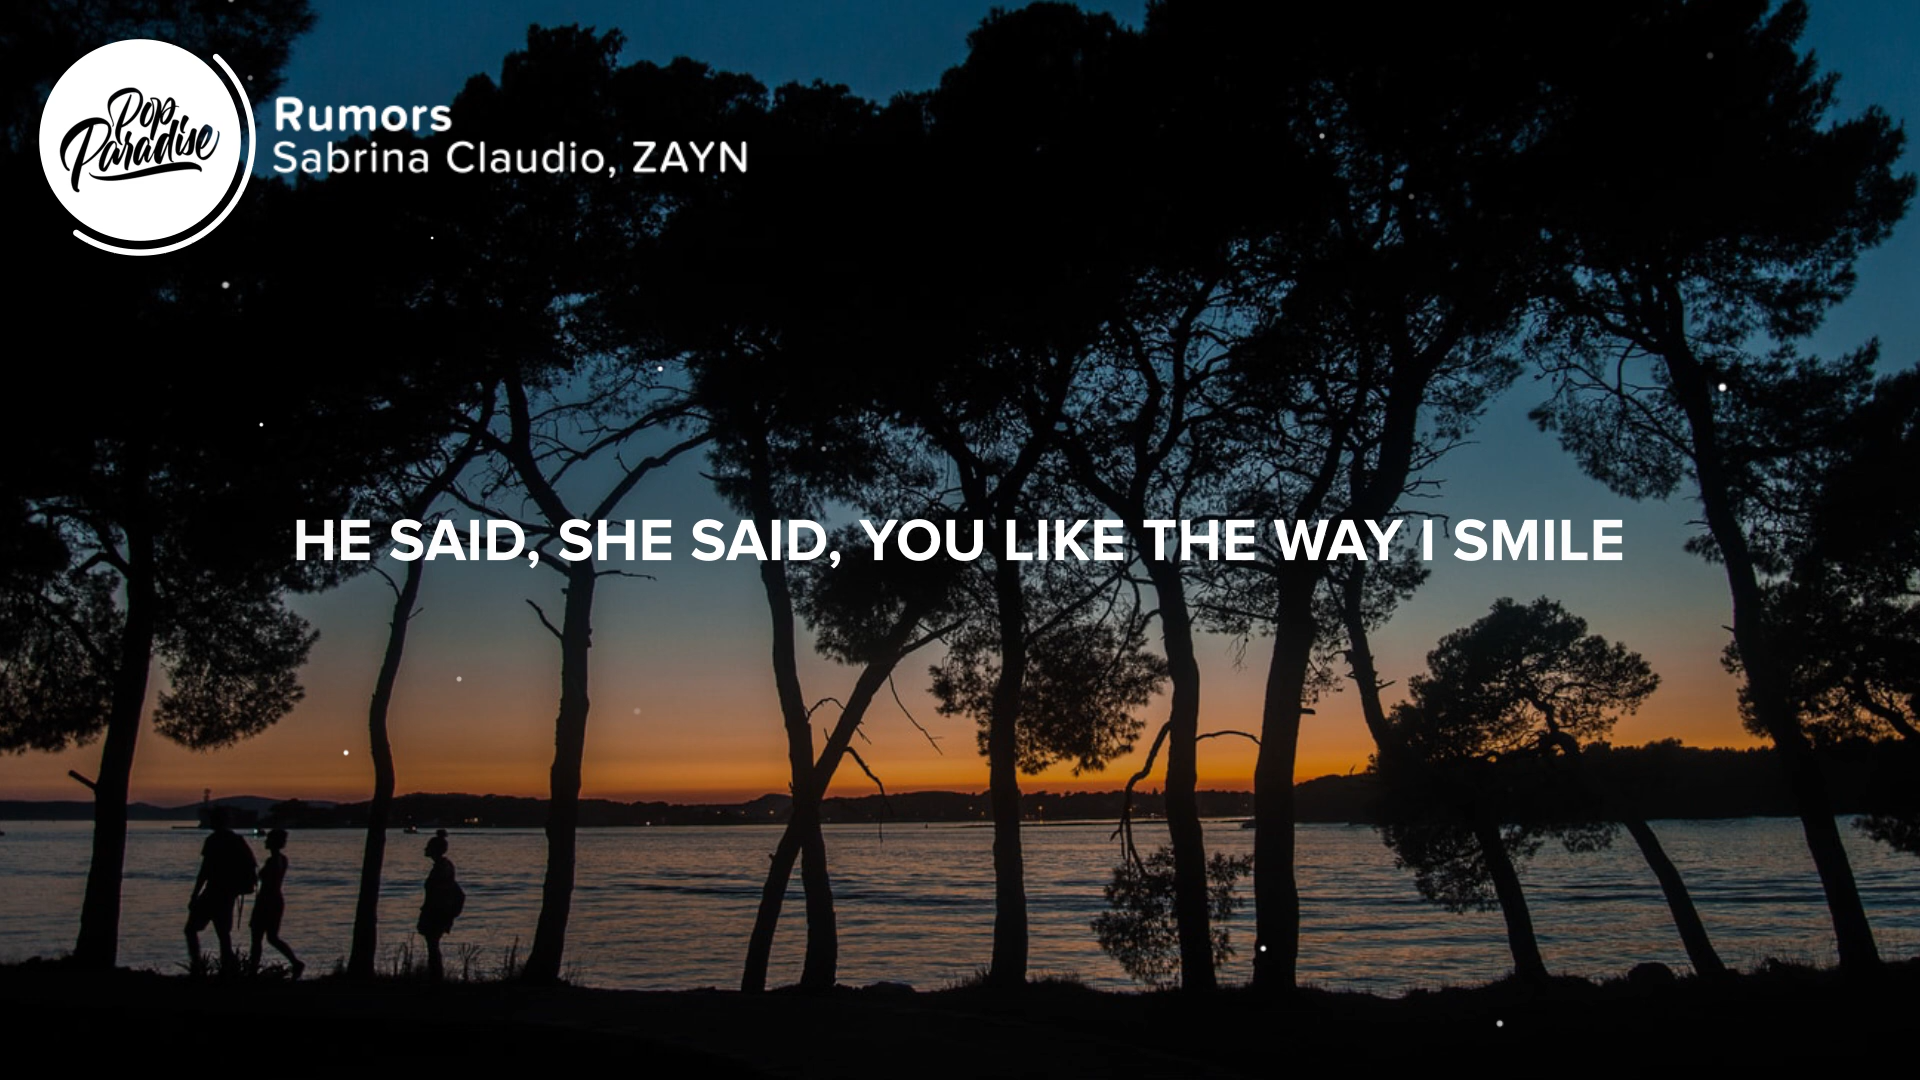 Pop
Paradise
Rumors
Sabrina Claudio, ZAYN
HE SAID, SHE SAID, YOU LIKE THE WAY I SMILE